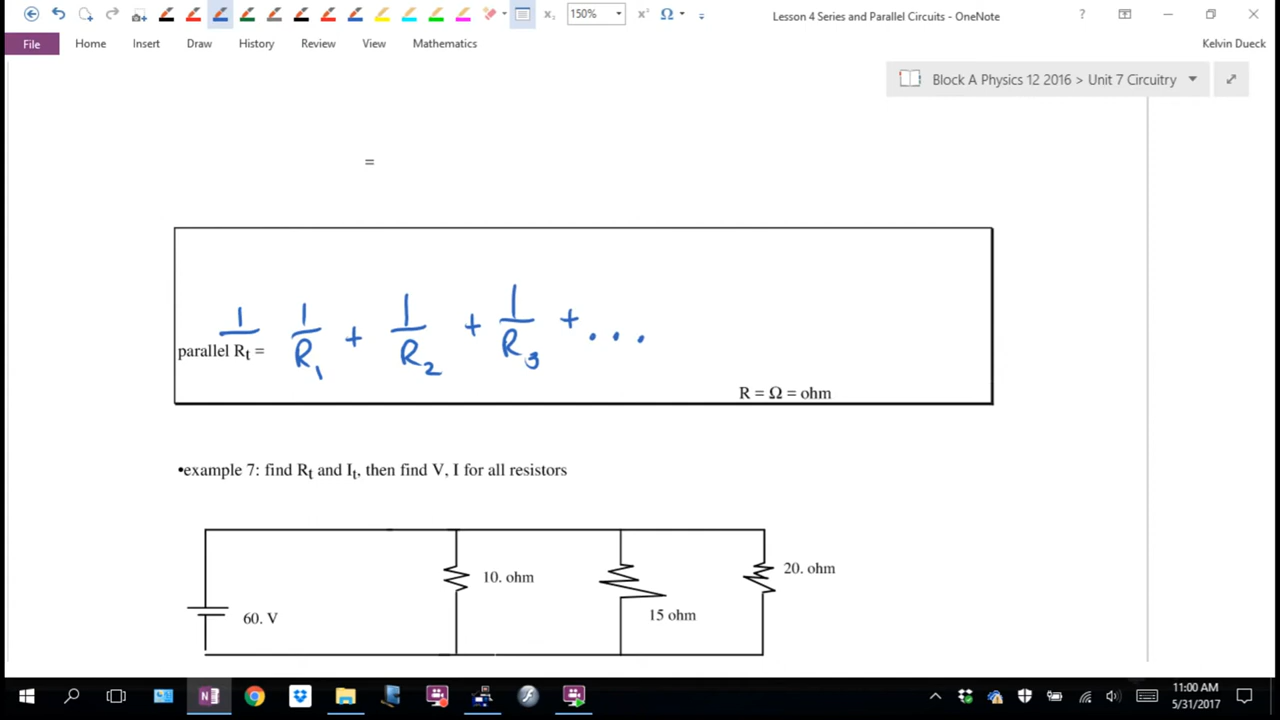 150%
x
x²
Ω
Lesson 4 Series and Parallel Circuits - OneNote
?
File
Home
Insert
Draw
History
Review
View
Mathematics
Kelvin Dueck
Block A Physics 12 2016 > Unit 7 Circuitry
=
parallel Rt = 1/ 1/R1 + 1/R2 + 1/R3 + ...
R = Ω = ohm
•example 7: find Rt and It, then find V, I for all resistors
10. ohm
20. ohm
60. V
15 ohm
11:00 AM
5/31/2017